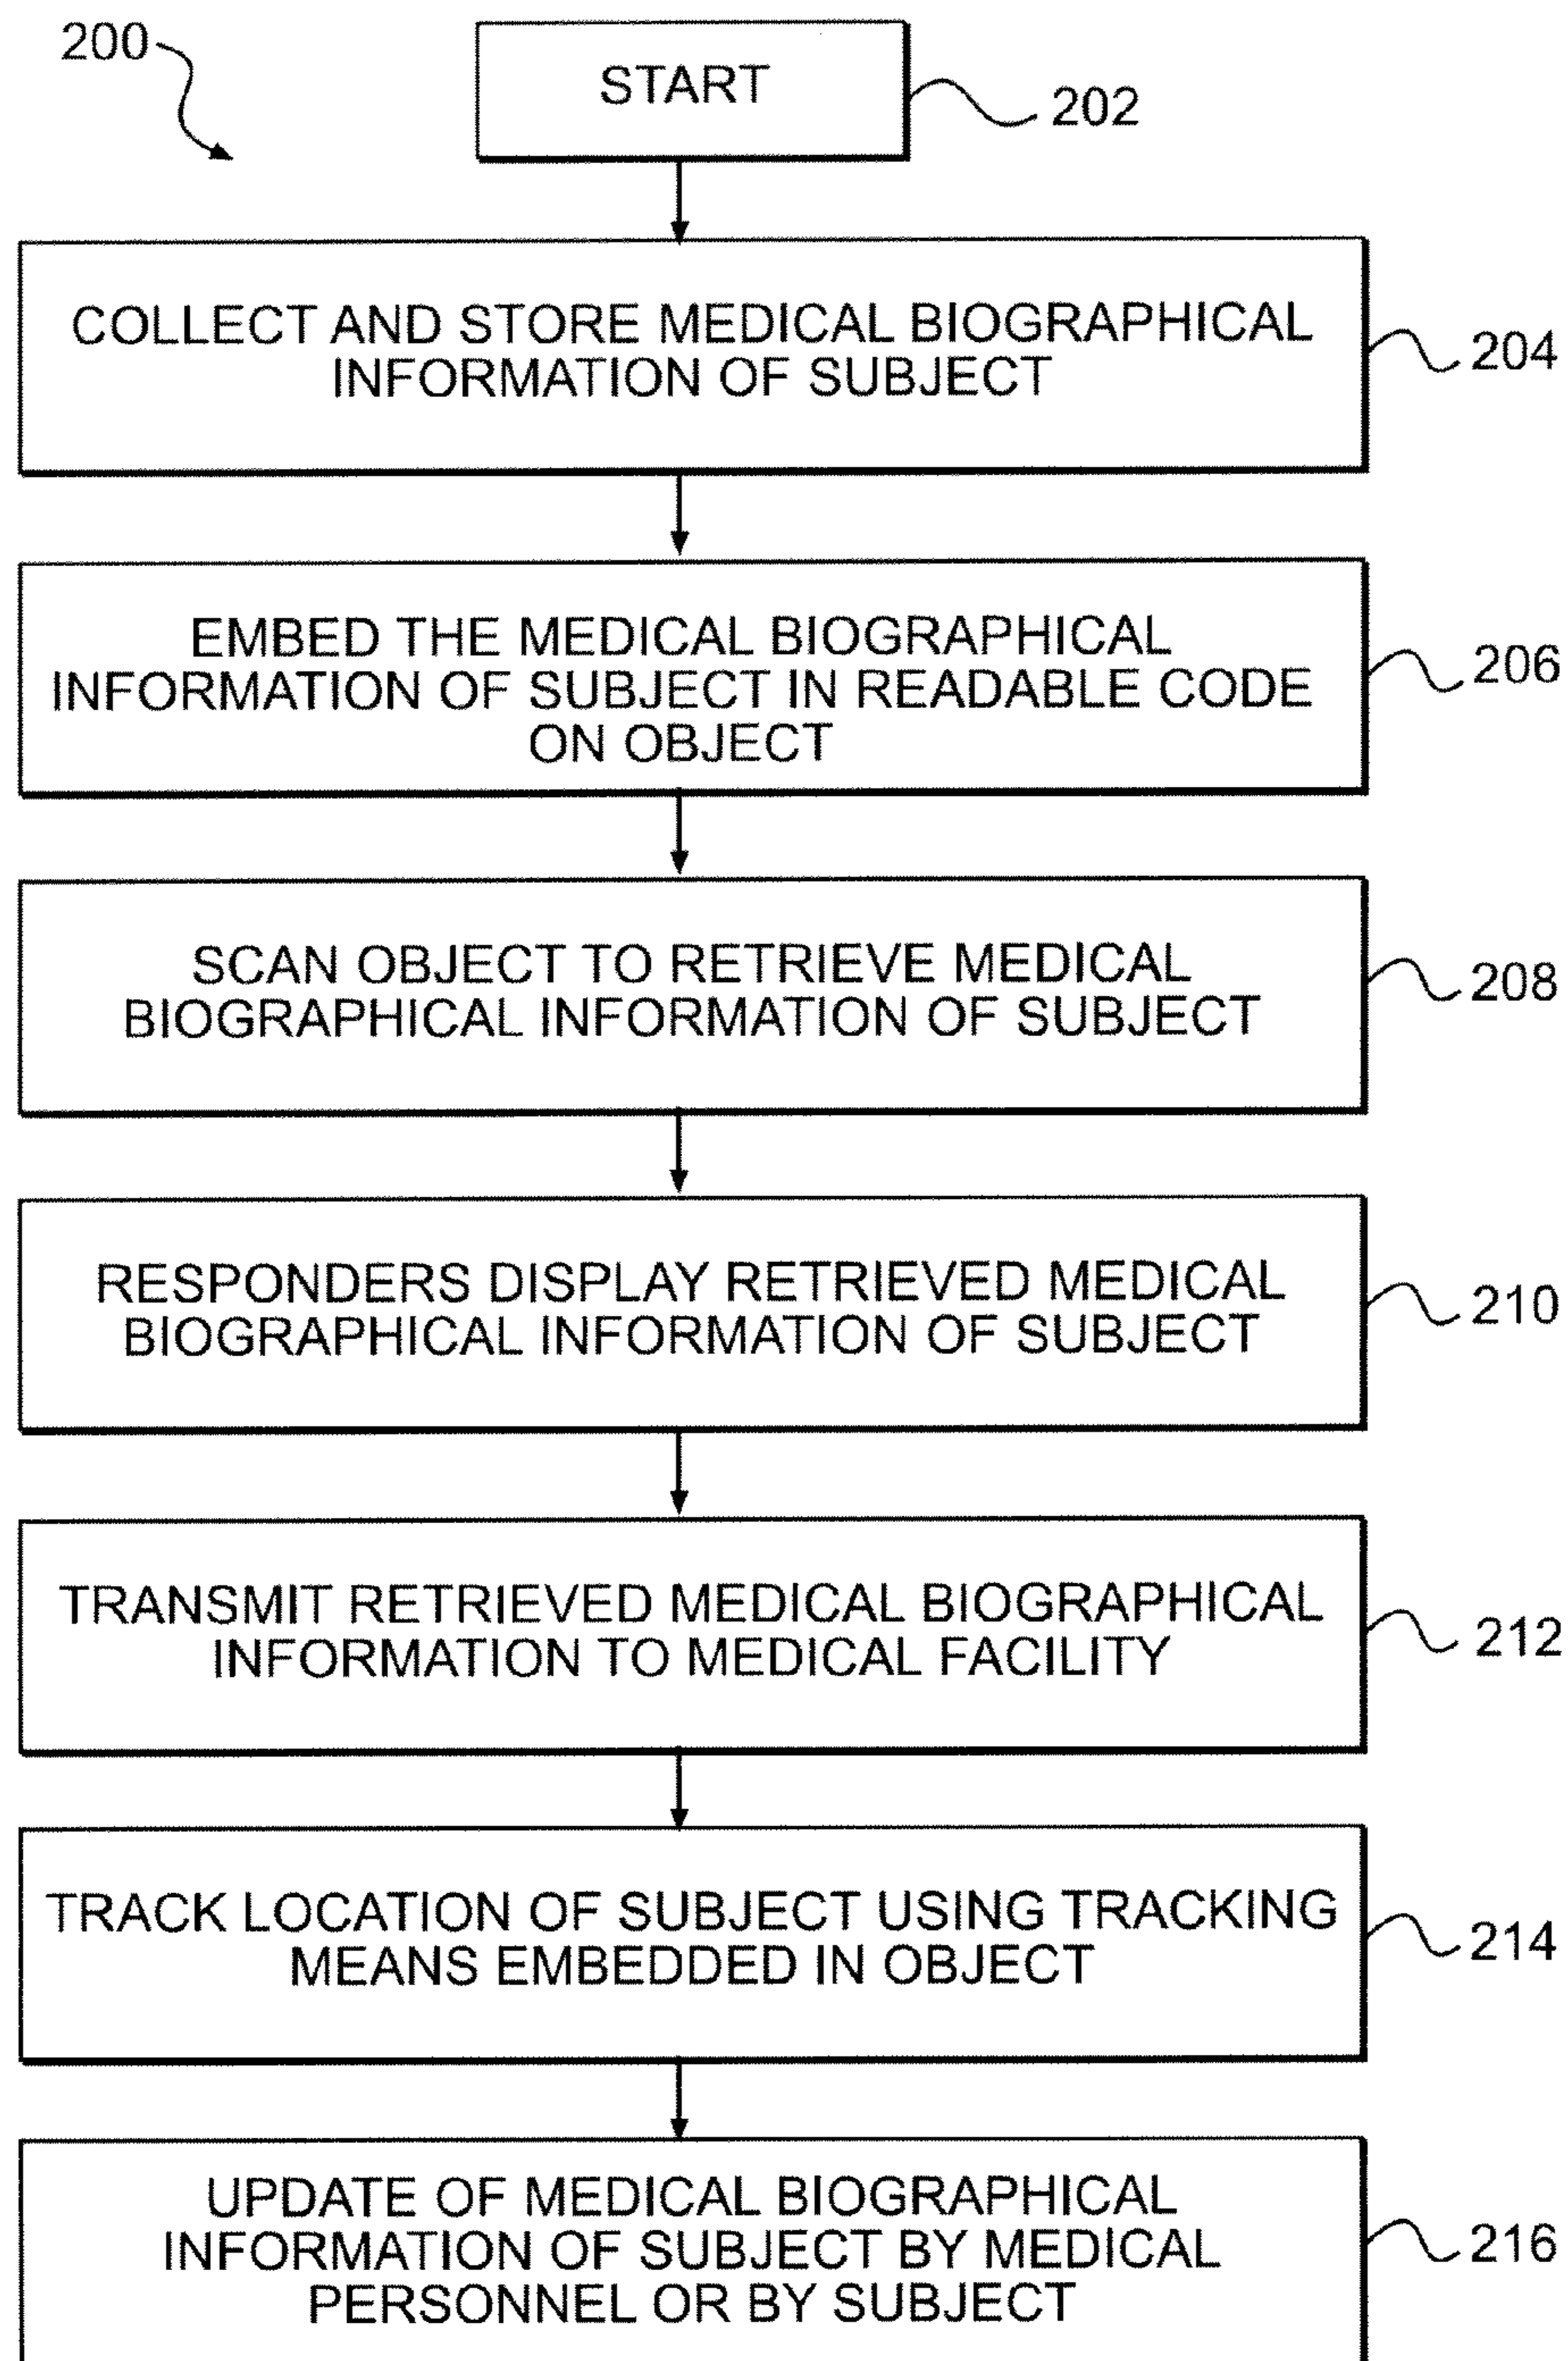 200
START
202
COLLECT AND STORE MEDICAL BIOGRAPHICAL
INFORMATION OF SUBJECT
204
EMBED THE MEDICAL BIOGRAPHICAL
INFORMATION OF SUBJECT IN READABLE CODE
ON OBJECT
206
SCAN OBJECT TO RETRIEVE MEDICAL
BIOGRAPHICAL INFORMATION OF SUBJECT
208
RESPONDERS DISPLAY RETRIEVED MEDICAL
BIOGRAPHICAL INFORMATION OF SUBJECT
210
TRANSMIT RETRIEVED MEDICAL BIOGRAPHICAL
INFORMATION TO MEDICAL FACILITY
212
TRACK LOCATION OF SUBJECT USING TRACKING
MEANS EMBEDDED IN OBJECT
214
UPDATE OF MEDICAL BIOGRAPHICAL
INFORMATION OF SUBJECT BY MEDICAL
PERSONNEL OR BY SUBJECT
216